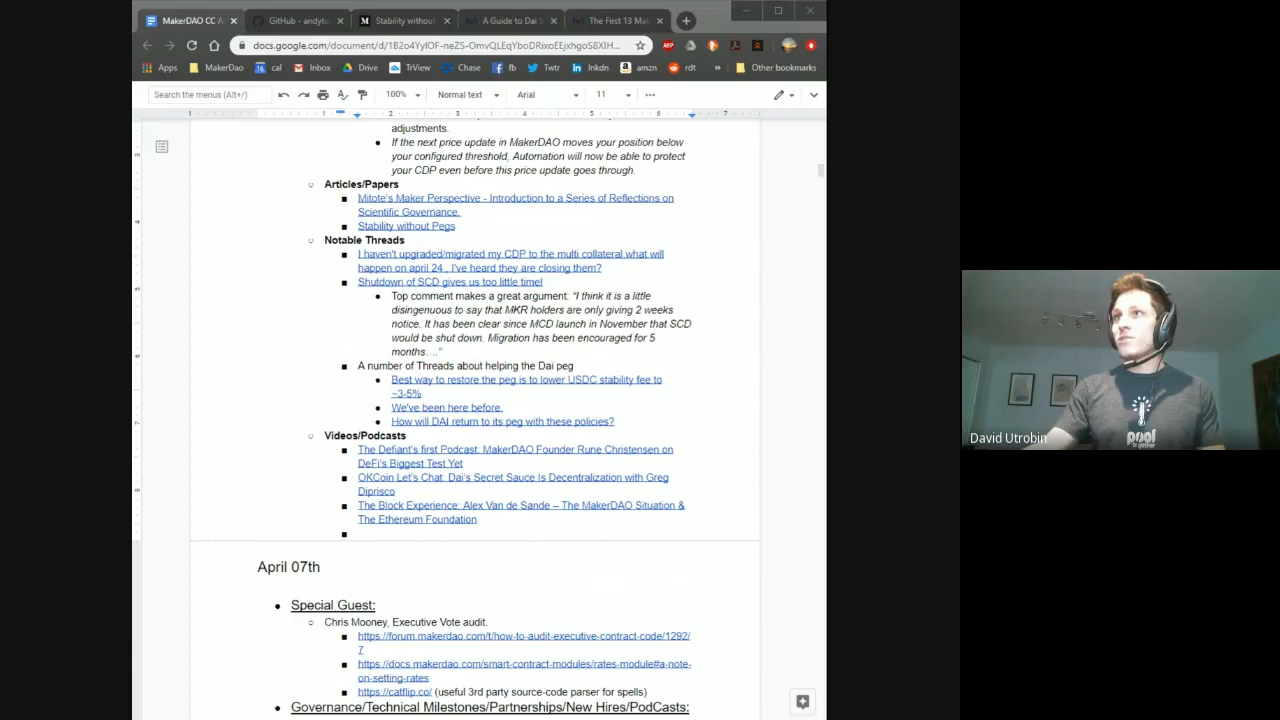 MakerDAO CC A
GitHub - andytu
Stability without
A Guide to Dai S
The First 13 Mak
docs.google.com/document/d/1B2o4YyIOF-neZS-OmvQLEqYboDRixoEEjxhgoS8XIH...
Apps
MakerDao
cal
Inbox
Drive
TrView
Chase
fb
Twtr
lnkdn
amzn
rdt
»
Other bookmarks
Search the menus (Alt+/)
100%
Normal text
Arial
11
adjustments.
If the next price update in MakerDAO moves your position below
your configured threshold, Automation will now be able to protect
your CDP even before this price update goes through.
Articles/Papers
Mitote's Maker Perspective - Introduction to a Series of Reflections on
Scientific Governance.
Stability without Pegs
Notable Threads
I haven't upgraded/migrated my CDP to the multi collateral what will
happen on april 24 , I've heard they are closing them?
Shutdown of SCD gives us too little time!
Top comment makes a great argument: “I think it is a little
disingenuous to say that MKR holders are only giving 2 weeks
notice. It has been clear since MCD launch in November that SCD
would be shut down. Migration has been encouraged for 5
months....”
A number of Threads about helping the Dai peg
Best way to restore the peg is to lower USDC stability fee to
~3-5%
We've been here before.
How will DAI return to its peg with these policies?
Videos/Podcasts
The Defiant's first Podcast: MakerDAO Founder Rune Christensen on
DeFi's Biggest Test Yet
OKCoin Let's Chat: Dai's Secret Sauce Is Decentralization with Greg
Diprisco
The Block Experience: Alex Van de Sande – The MakerDAO Situation &
The Ethereum Foundation
April 07th
Special Guest:
Chris Mooney, Executive Vote audit.
https://forum.makerdao.com/t/how-to-audit-executive-contract-code/1292/
7
https://docs.makerdao.com/smart-contract-modules/rates-module#a-note-
on-setting-rates
https://catflip.co/ (useful 3rd party source-code parser for spells)
Governance/Technical Milestones/Partnerships/New Hires/PodCasts:
David Utrobin
pool